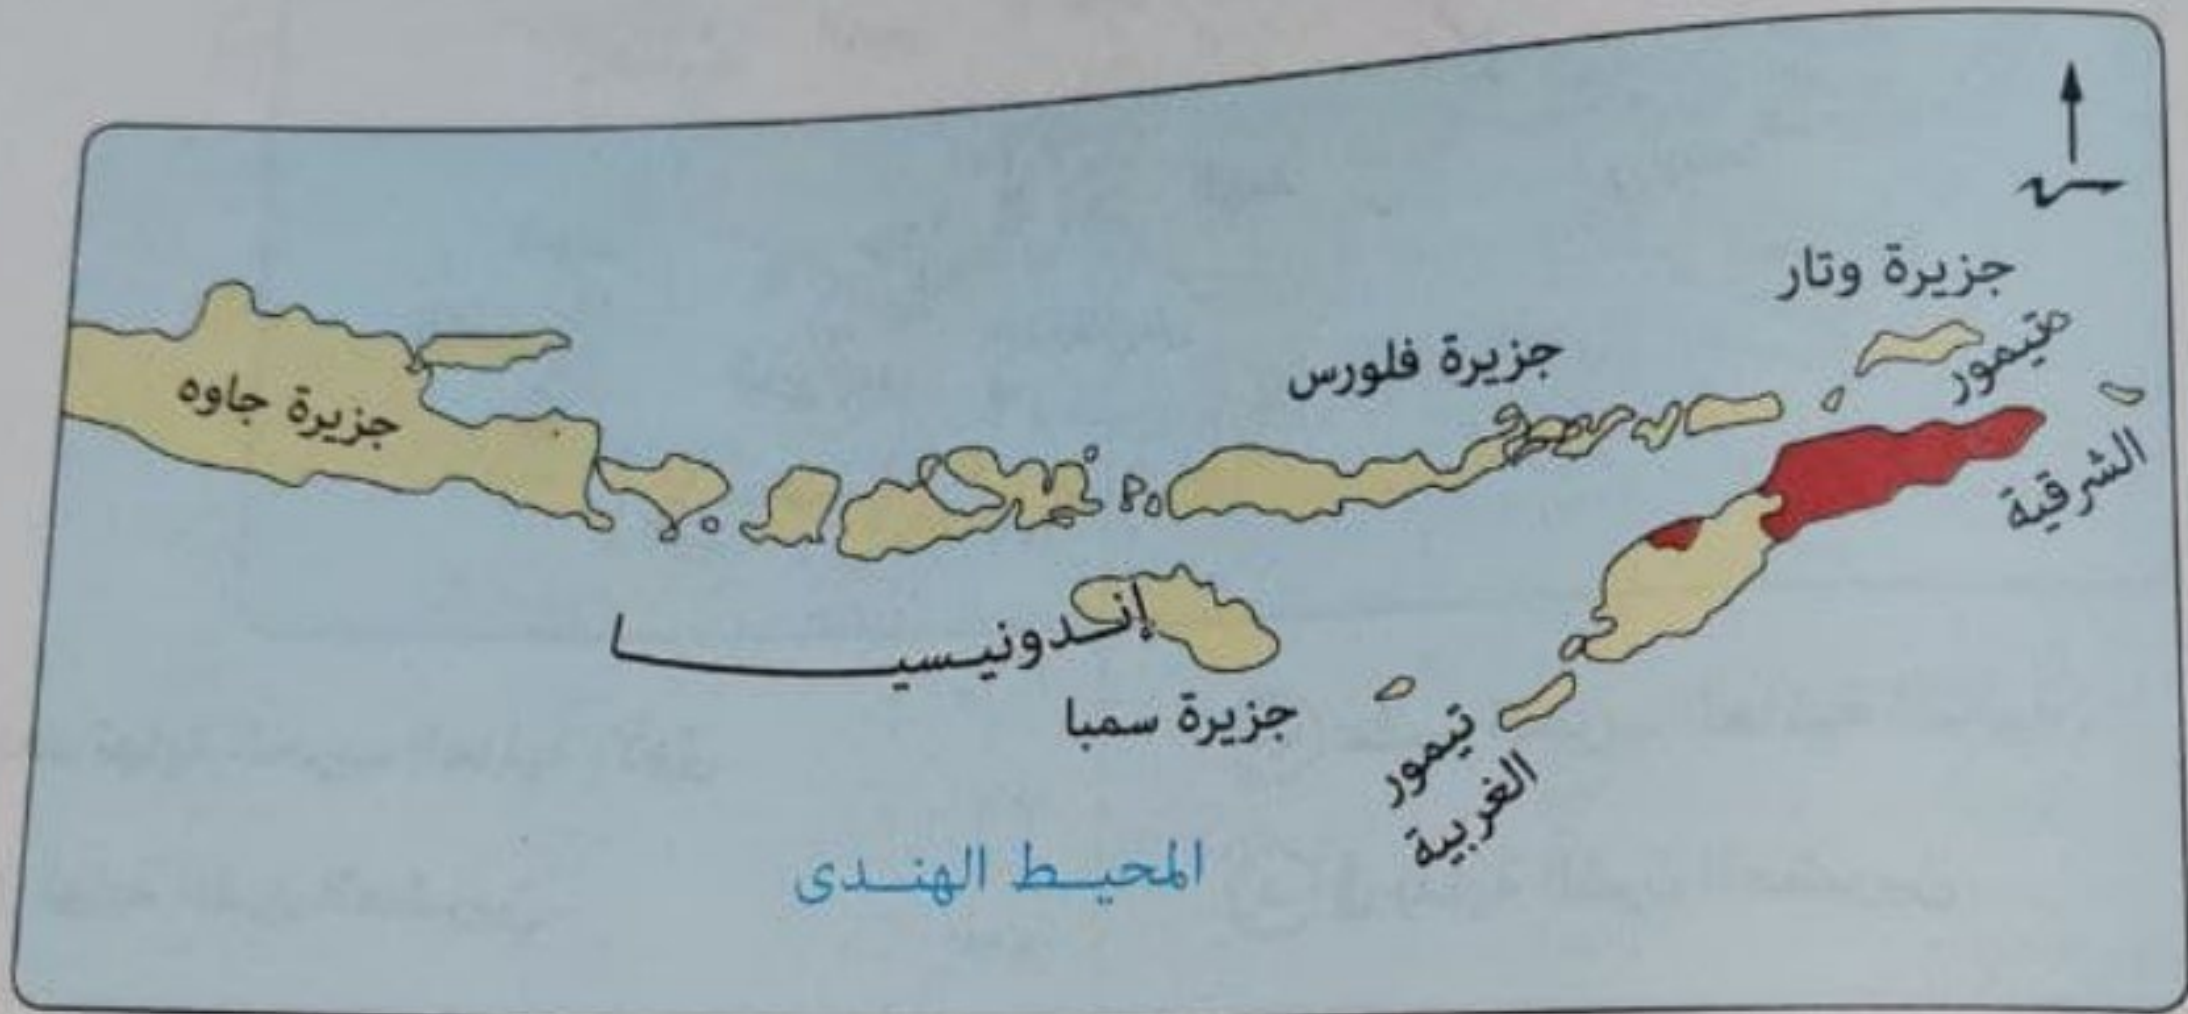 جزيرة وتار
تيمور
الشرقية
جزيرة فلورس
جزيرة جاوه
إندونيسيا
جزيرة سمبا
تيمور
الغربية
المحيط الهندى